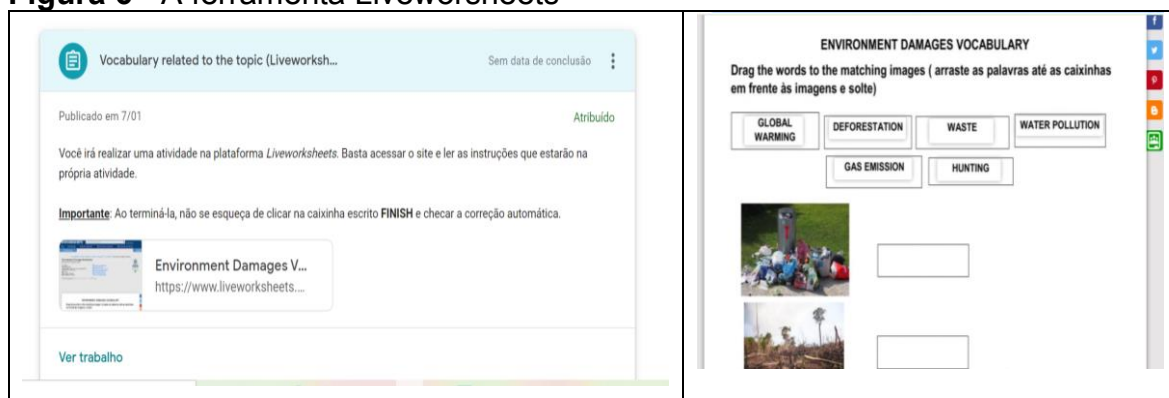 Figura 6 - A ferramenta Liveworsheets
Vocabulary related to the topic (Liveworksh...
Sem data de conclusão
Publicado em 7/01
Atribuído
Você irá realizar uma atividade na plataforma Liveworksheets. Basta acessar o site e ler as instruções que estarão na
própria atividade.
Importante: Ao terminá-la, não se esqueça de clicar na caixinha escrito FINISH e checar a correção automática.
Environment Damages V...
https://www.liveworksheets....
Ver trabalho
ENVIRONMENT DAMAGES VOCABULARY
Drag the words to the matching images ( arraste as palavras até as caixinhas
em frente às imagens e solte)
GLOBAL
WARMING
DEFORESTATION
WASTE
WATER POLLUTION
GAS EMISSION
HUNTING